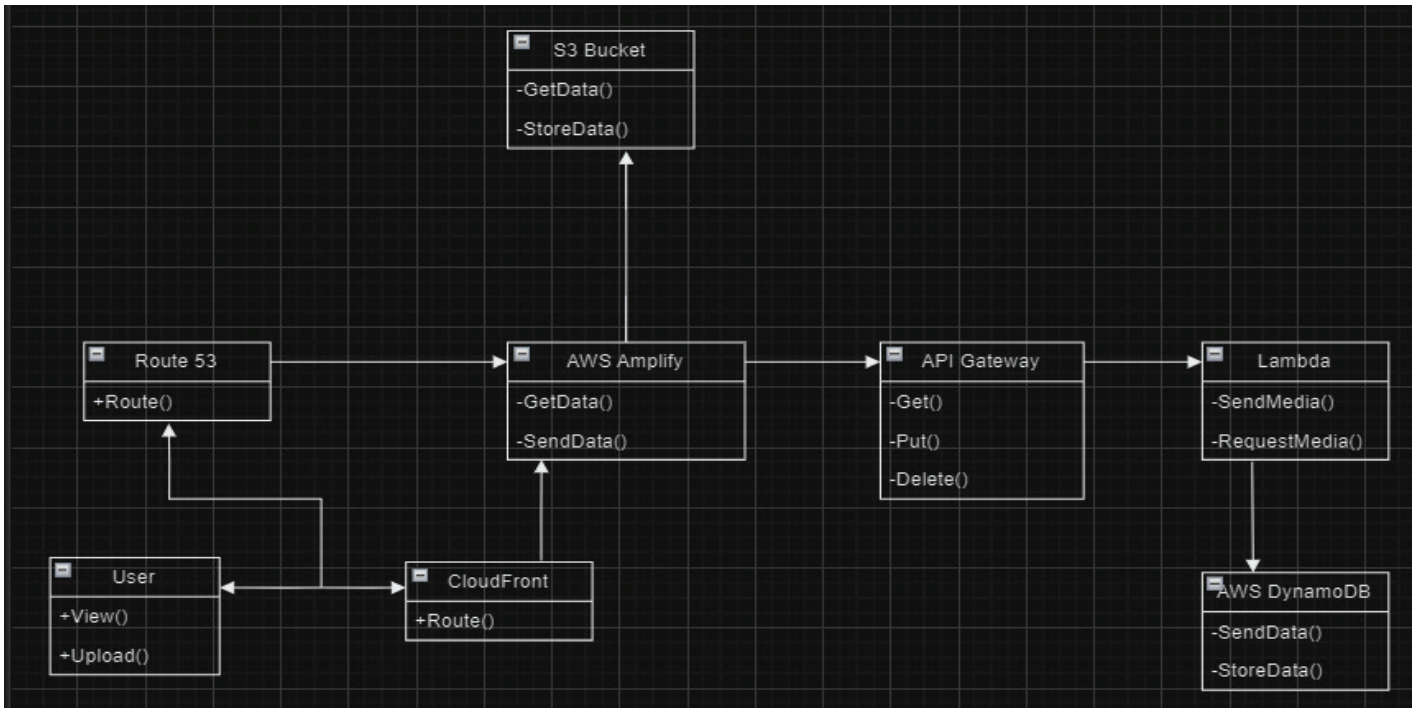 S3 Bucket
-GetData()
-StoreData()
Route 53
+Route()
AWS Amplify
-GetData()
-SendData()
API Gateway
-Get()
-Put()
-Delete()
Lambda
-SendMedia()
-RequestMedia()
User
+View()
+Upload()
CloudFront
+Route()
AWS DynamoDB
-SendData()
-StoreData()